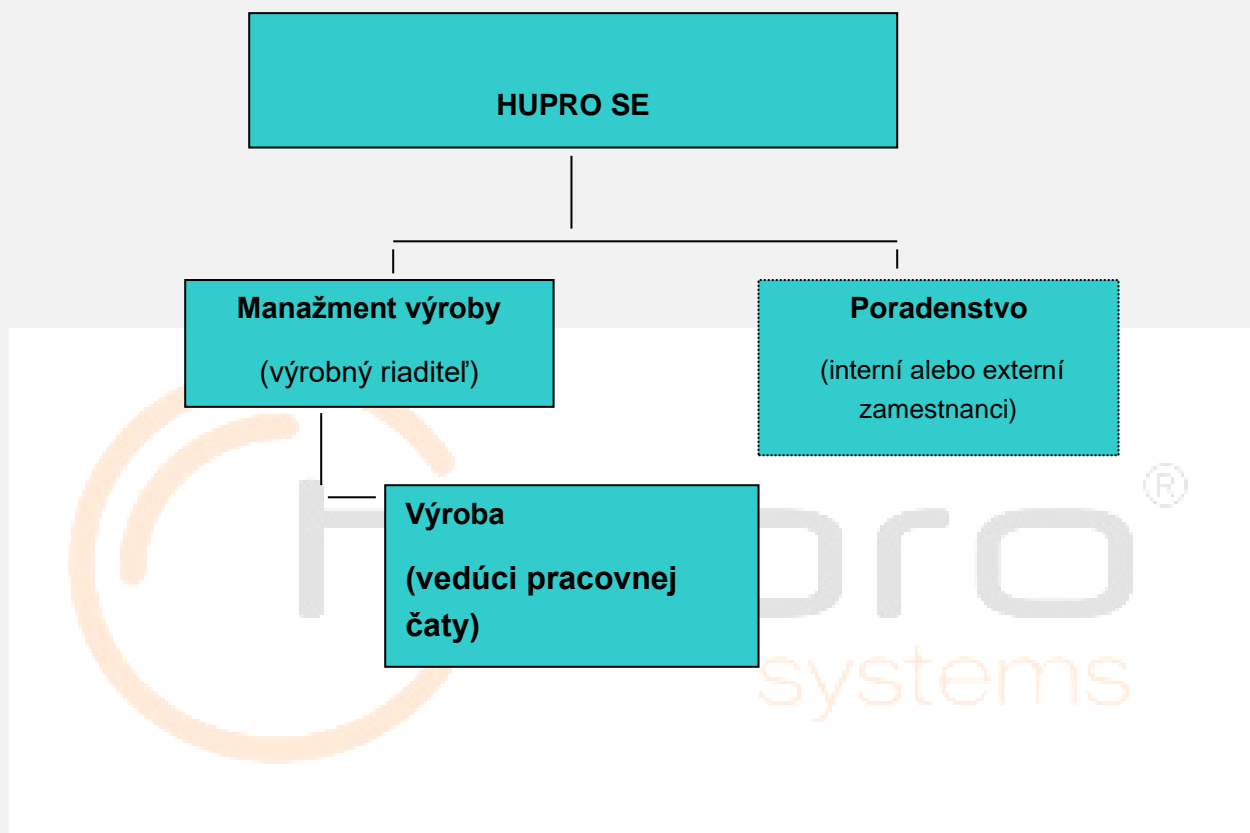 HUPRO SE
Manažment výroby
(výrobný riaditeľ)
Poradenstvo
(interní alebo externí
zamestnanci)
Výroba
(vedúci pracovnej
čaty)
pro®
systems